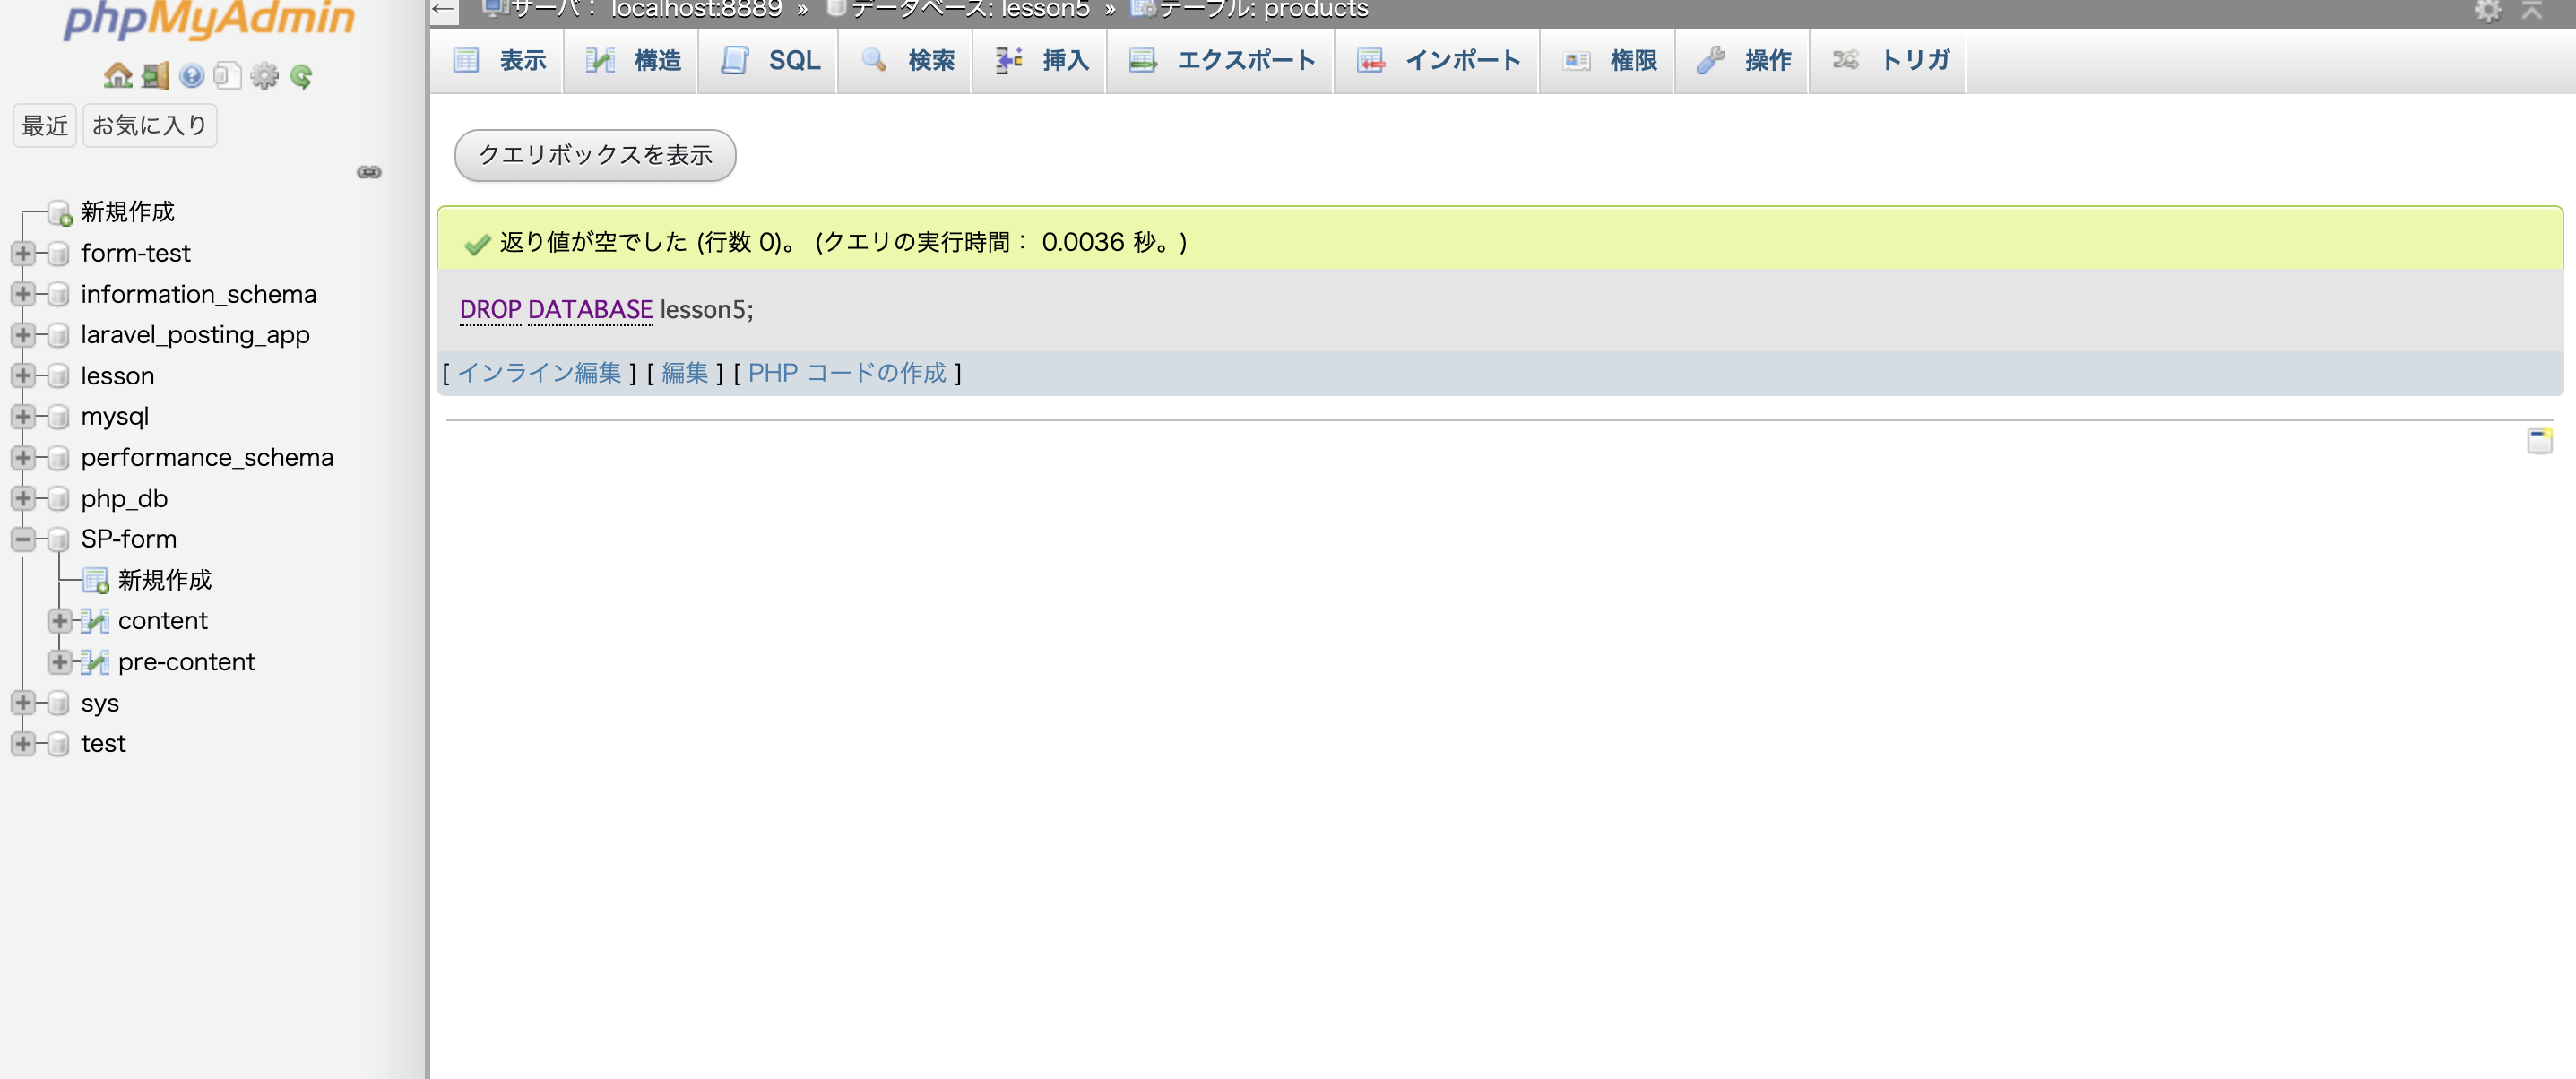 phpMyAdmin
最近 お気に入り
新規作成
form-test
information_schema
laravel_posting_app
lesson
mysql
performance_schema
php_db
SP-form
新規作成
content
pre-content
sys
test
サーバ： localhost:8889 » データベース: lesson5 » テーブル: products
表示 構造 SQL 検索 挿入 エクスポート インポート 権限 操作 トリガ
クエリボックスを表示
返り値が空でした (行数 0)。 (クエリの実行時間： 0.0036 秒。)
DROP DATABASE lesson5;
[ インライン編集 ] [ 編集 ] [ PHP コードの作成 ]